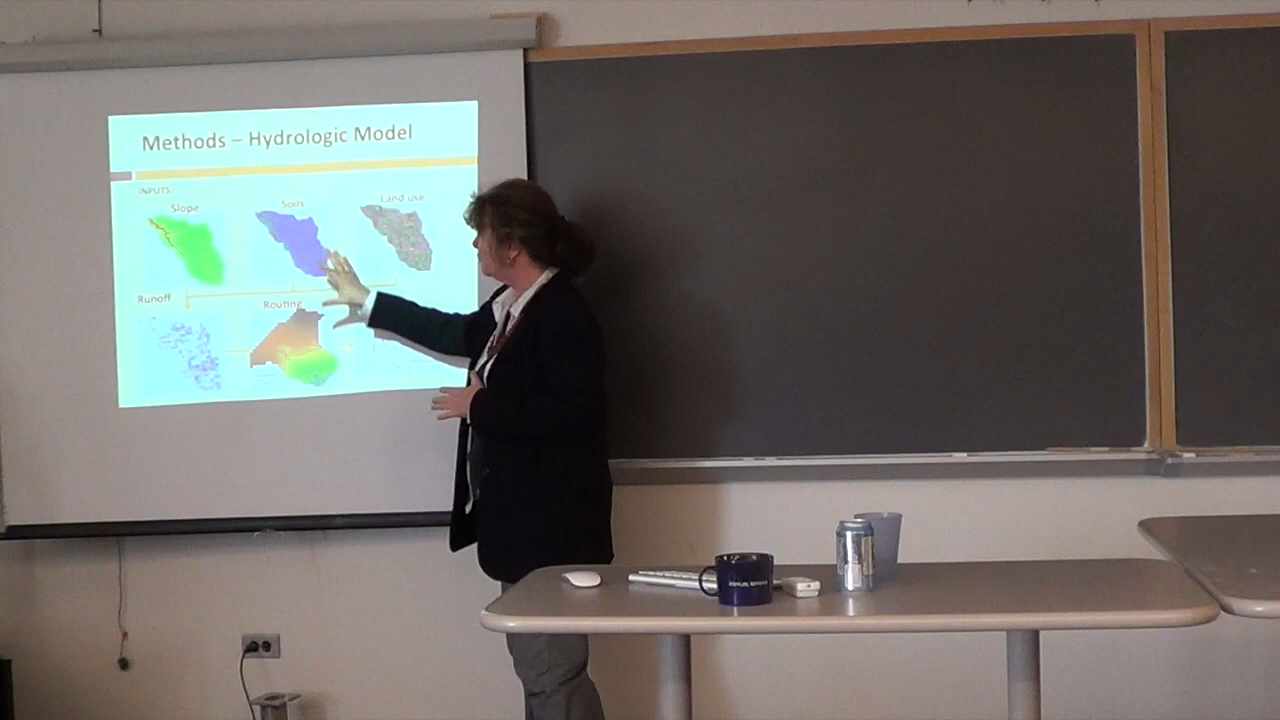 Methods – Hydrologic Model
INPUTS:
Slope
Soils
Land use
Runoff
Routing